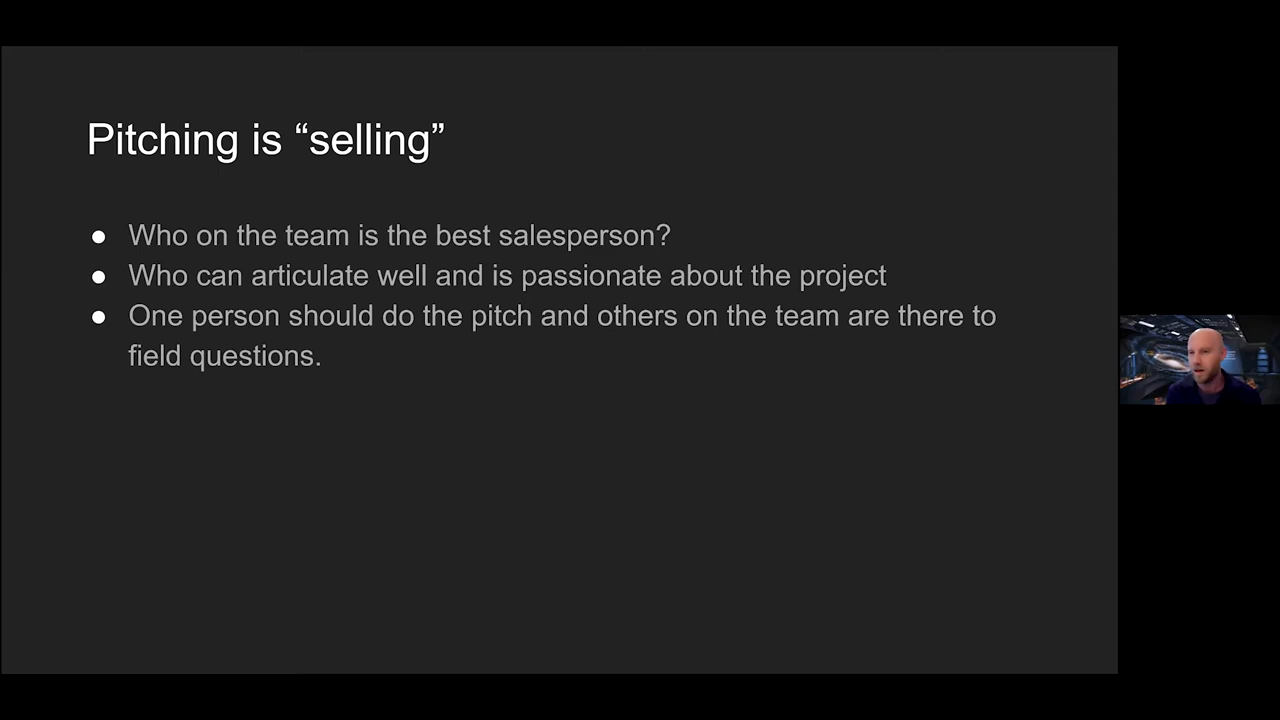 Pitching is “selling”
● Who on the team is the best salesperson?
● Who can articulate well and is passionate about the project
● One person should do the pitch and others on the team are there to
field questions.